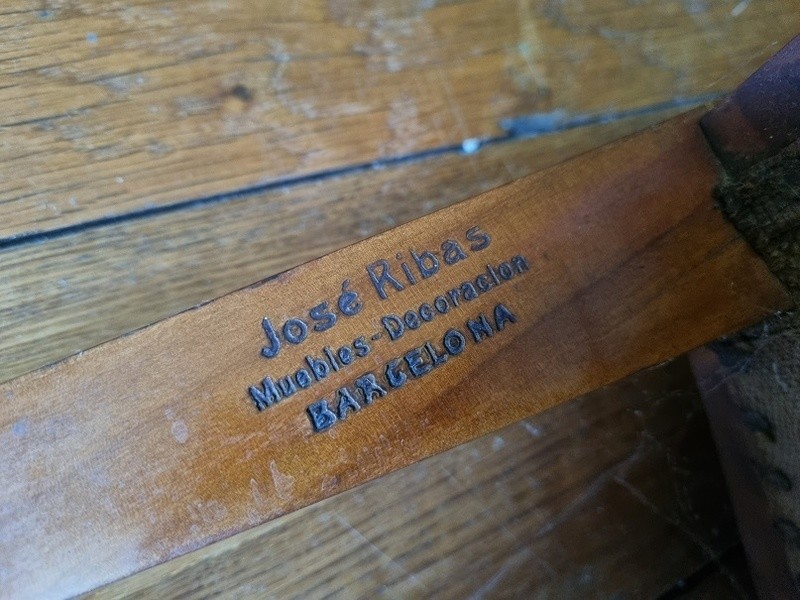 José Ribas
Muebles-Decoracion
BARCELONA